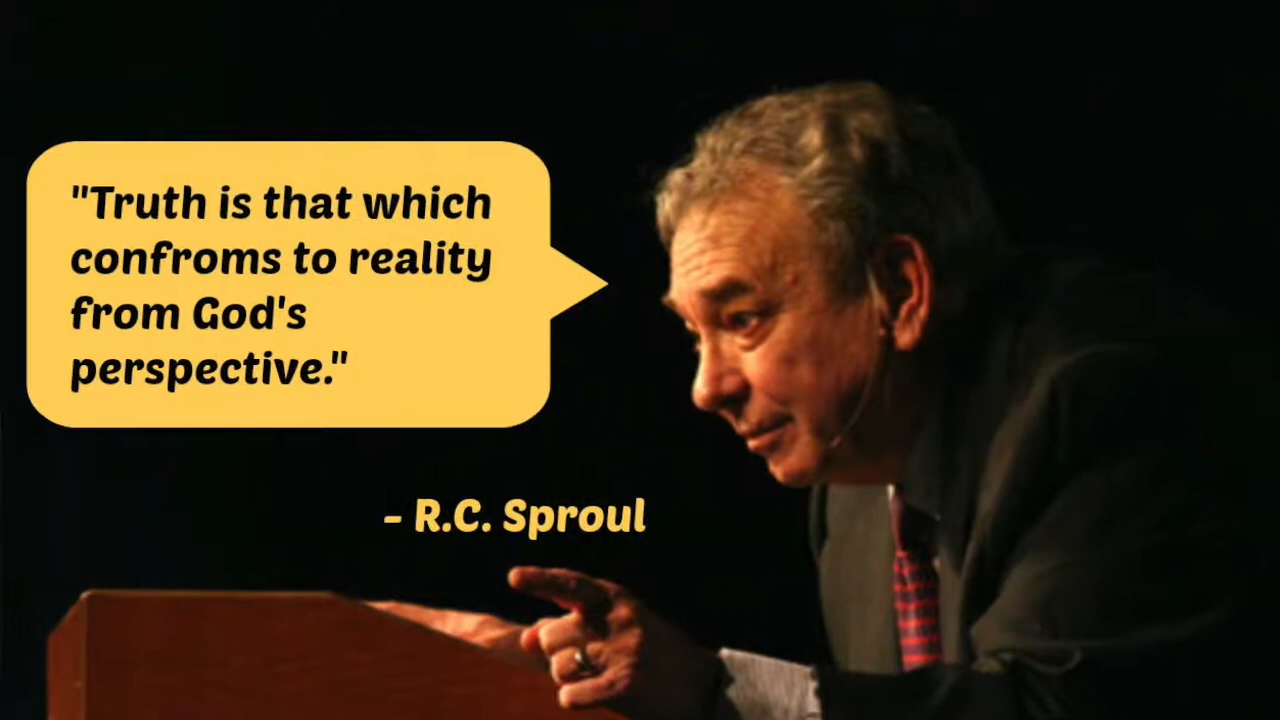 "Truth is that which
confroms to reality
from God's
perspective."
- R.C. Sproul